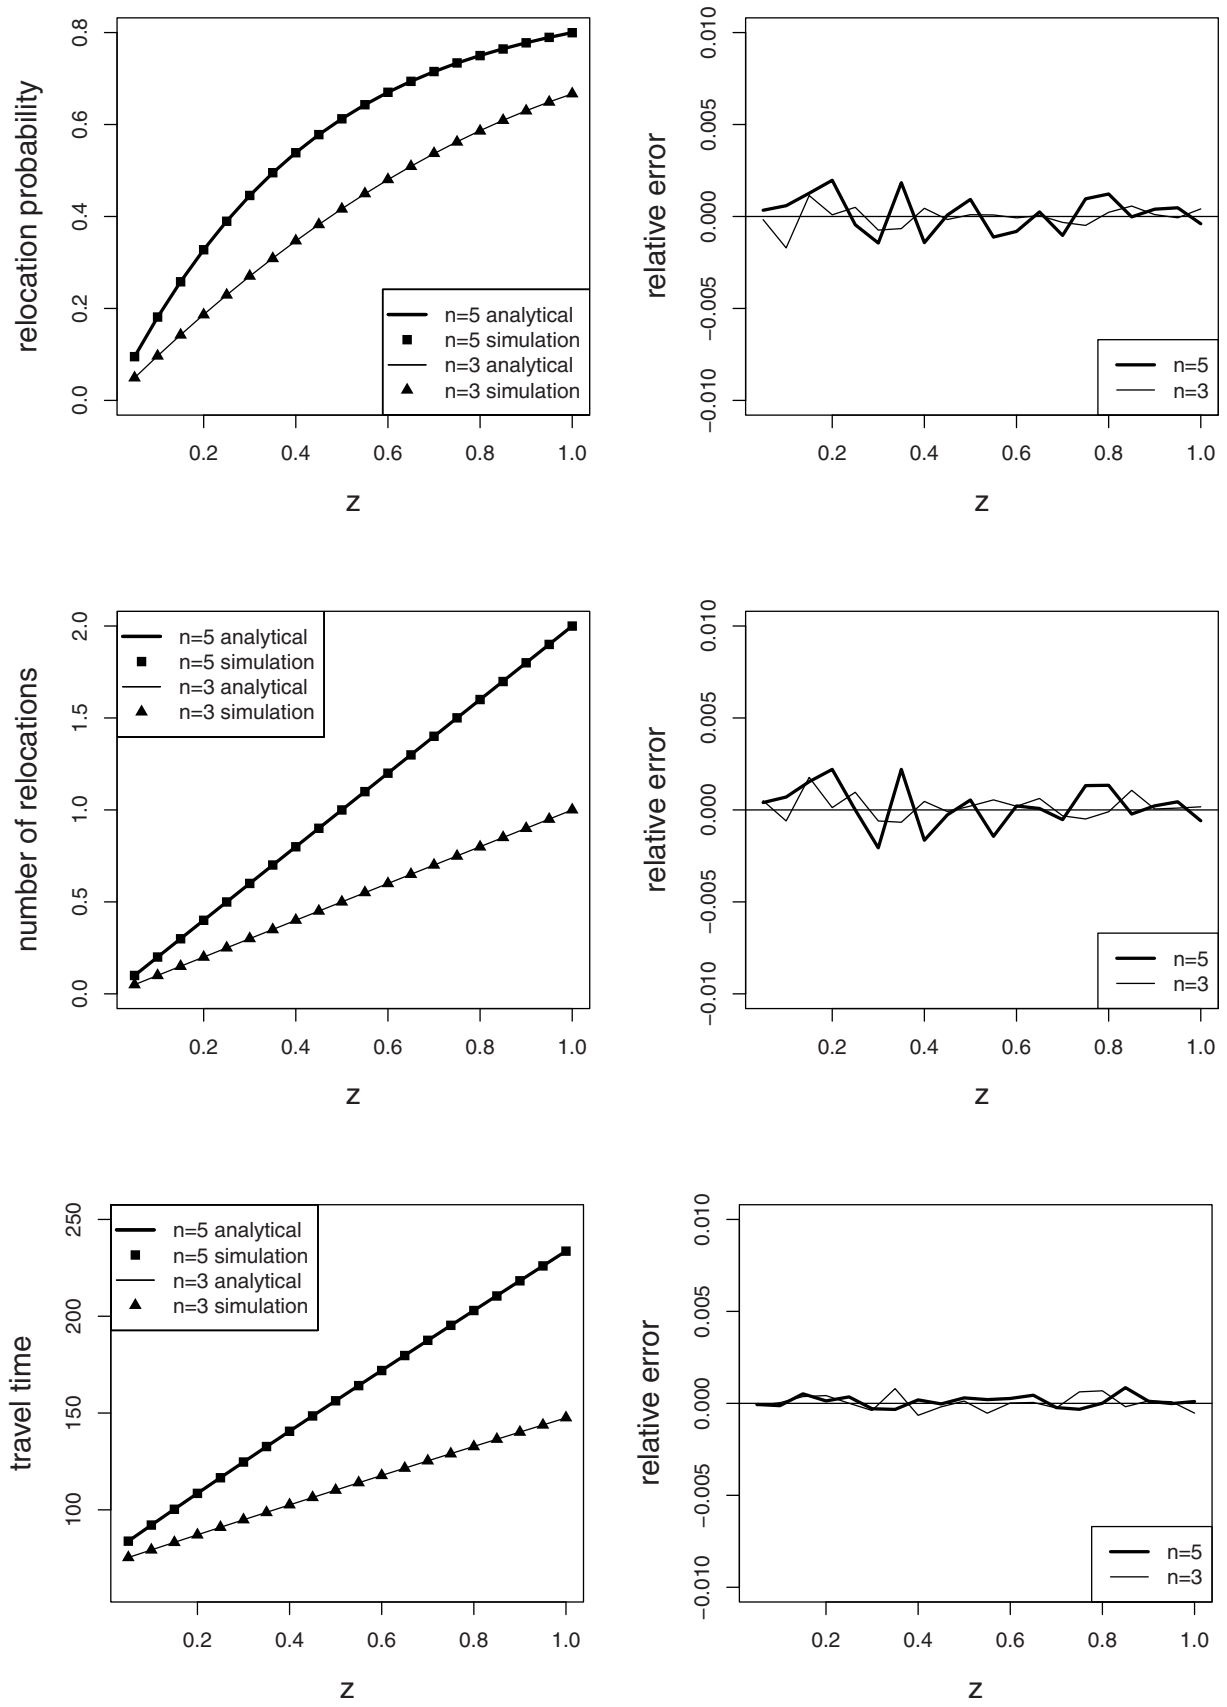 relocation probability
0.8
0.6
0.4
0.2
0.0
n=5 analytical
n=5 simulation
n=3 analytical
n=3 simulation
0.2 0.4 0.6 0.8 1.0
z
relative error
0.010
0.005
0.000
−0.005
−0.010
n=5
n=3
0.2 0.4 0.6 0.8 1.0
z
number of relocations
2.0
1.5
1.0
0.5
0.0
n=5 analytical
n=5 simulation
n=3 analytical
n=3 simulation
0.2 0.4 0.6 0.8 1.0
z
relative error
0.010
0.005
0.000
−0.005
−0.010
n=5
n=3
0.2 0.4 0.6 0.8 1.0
z
travel time
250
200
150
100
n=5 analytical
n=5 simulation
n=3 analytical
n=3 simulation
0.2 0.4 0.6 0.8 1.0
z
relative error
0.010
0.005
0.000
−0.005
−0.010
n=5
n=3
0.2 0.4 0.6 0.8 1.0
z